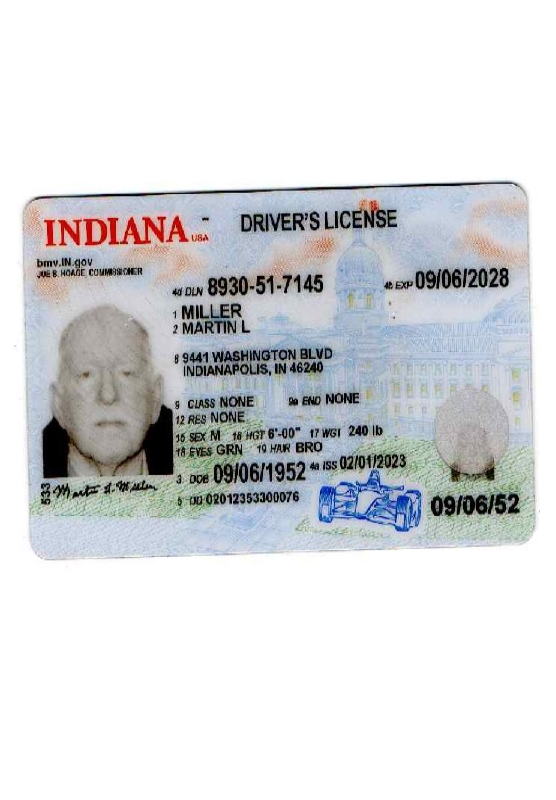 INDIANA USA
DRIVER'S LICENSE
bmv.IN.gov
JOE B. HOAGE, COMMISSIONER
4d DLN 8930-51-7145
4b EXP 09/06/2028
1 MILLER
2 MARTIN L
8 9441 WASHINGTON BLVD
INDIANAPOLIS, IN 46240
9 CLASS NONE 9a END NONE
12 RES NONE
15 SEX M 16 HGT 6'-00" 17 WGT 240 lb
18 EYES GRN 19 HAIR BRO
3. DOB 09/06/1952 4a ISS 02/01/2023
5 DD 02012353300076
533
Martin L. Miller
09/06/52